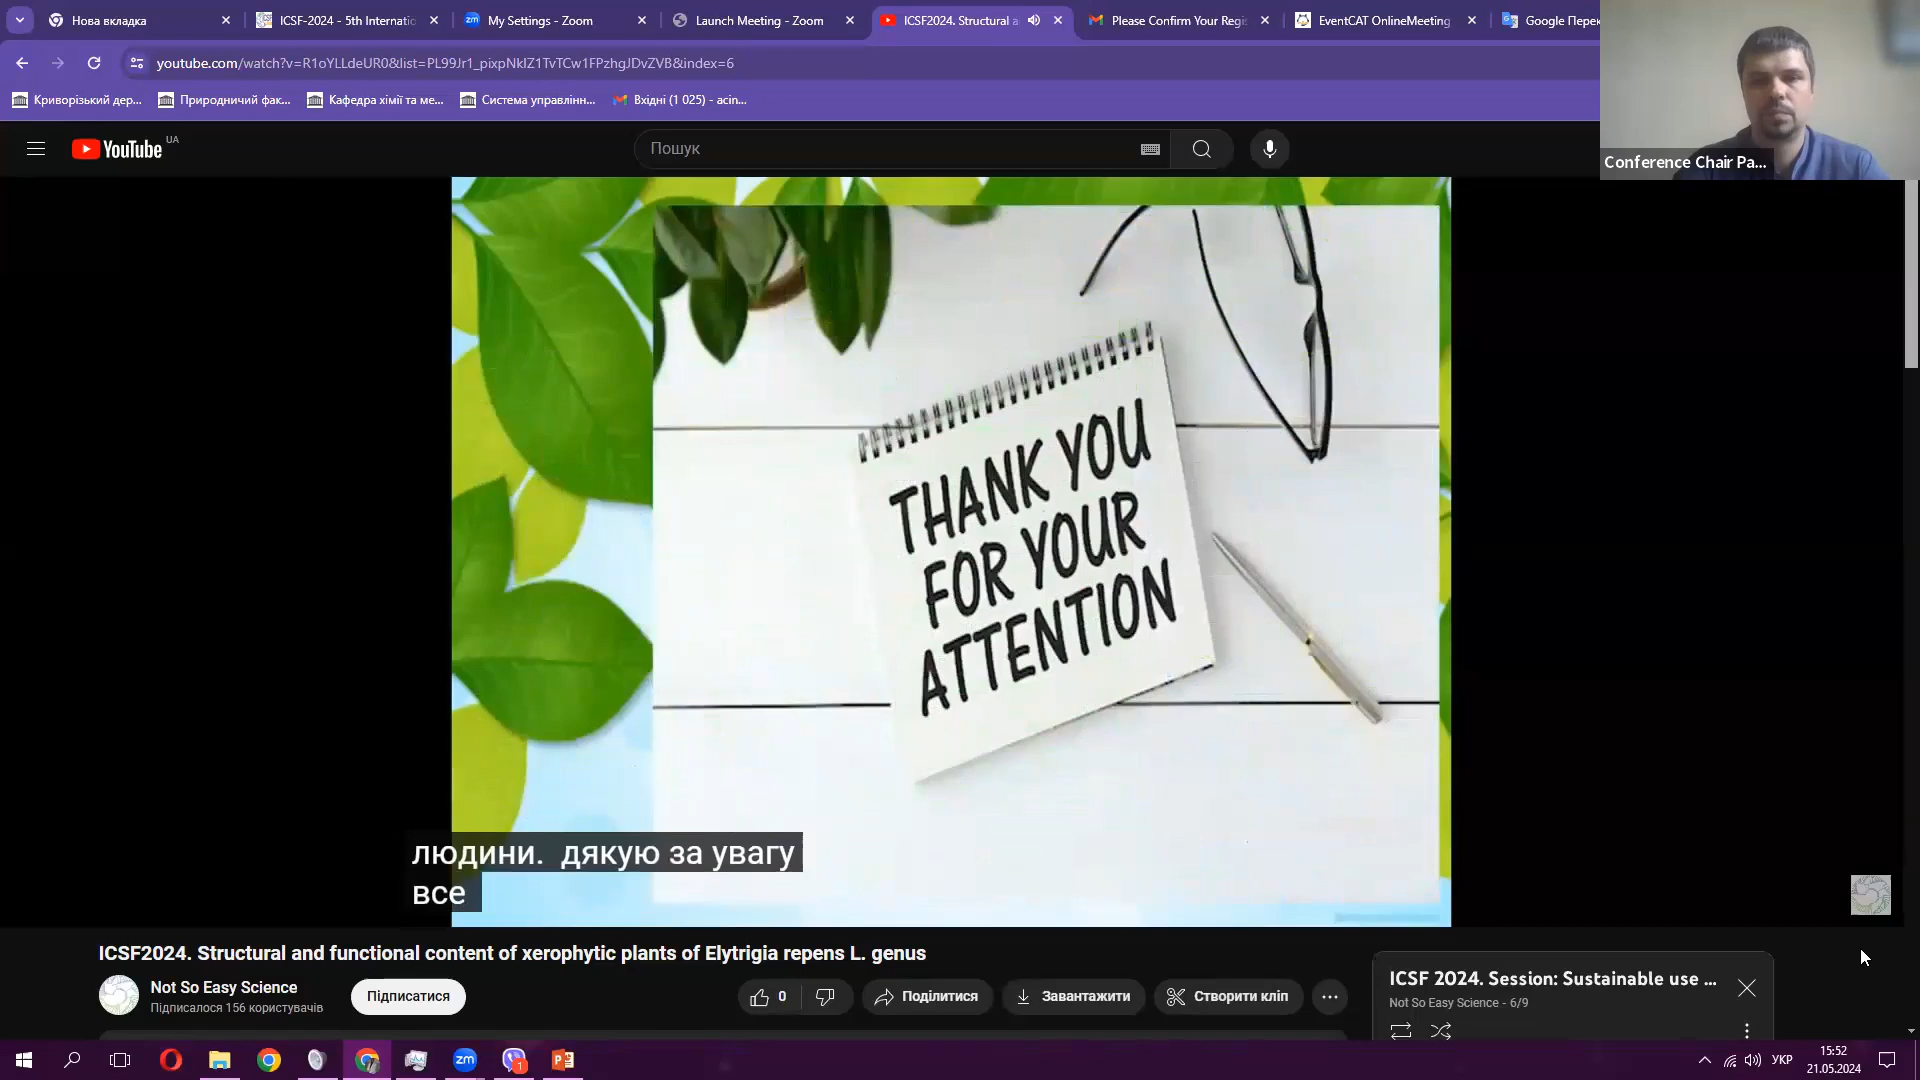 Нова вкладка
ICSF-2024 - 5th Internatio
My Settings - Zoom
Launch Meeting - Zoom
ICSF2024. Structural a
Please Confirm Your Regi
EventCAT OnlineMeeting
Google Перек
youtube.com/watch?v=R1oYLLdeUR0&list=PL99Jr1_pixpNkIZ1TvTCw1FPzhgJDvZVB&index=6
Криворізький дер...
Природничий фак...
Кафедра хімії та ме...
Система управлінн...
Вхідні (1 025) - acin...
Conference Chair Pa...
YouTube UA
Пошук
THANK YOU
FOR YOUR
ATTENTION
людини. дякую за увагу
все
ICSF2024. Structural and functional content of xerophytic plants of Elytrigia repens L. genus
Not So Easy Science
Підписалося 156 користувачів
Підписатися
0
Поділитися
Завантажити
Створити кліп
ICSF 2024. Session: Sustainable use ...
Not So Easy Science - 6/9
zm
1
УКР
15:52
21.05.2024